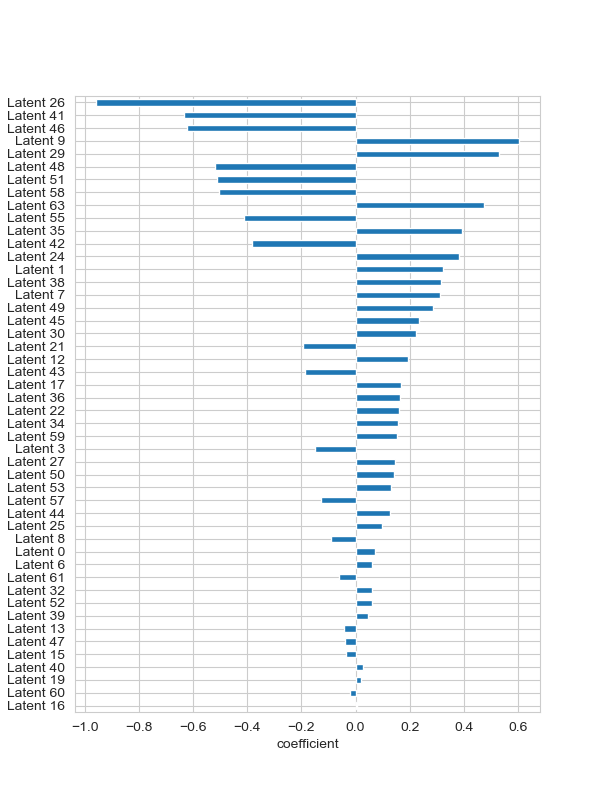 Latent 26
Latent 41
Latent 46
Latent 9
Latent 29
Latent 48
Latent 51
Latent 58
Latent 63
Latent 55
Latent 35
Latent 42
Latent 24
Latent 1
Latent 38
Latent 7
Latent 49
Latent 45
Latent 30
Latent 21
Latent 12
Latent 43
Latent 17
Latent 36
Latent 22
Latent 34
Latent 59
Latent 3
Latent 27
Latent 50
Latent 53
Latent 57
Latent 44
Latent 25
Latent 8
Latent 0
Latent 6
Latent 61
Latent 32
Latent 52
Latent 39
Latent 13
Latent 47
Latent 15
Latent 40
Latent 19
Latent 60
Latent 16
−1.0 −0.8 −0.6 −0.4 −0.2 0.0 0.2 0.4 0.6
coefficient